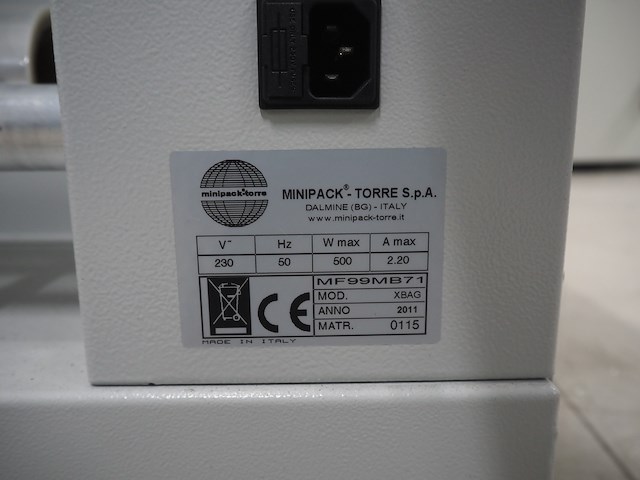 minipack-torre
MINIPACK® - TORRE S.p.A.
DALMINE (BG) - ITALY
www.minipack-torre.it
V~ Hz W max A max
230 50 500 2.20
MF99MB71
MOD. XBAG
ANNO 2011
MATR. 0115
MADE IN ITALY